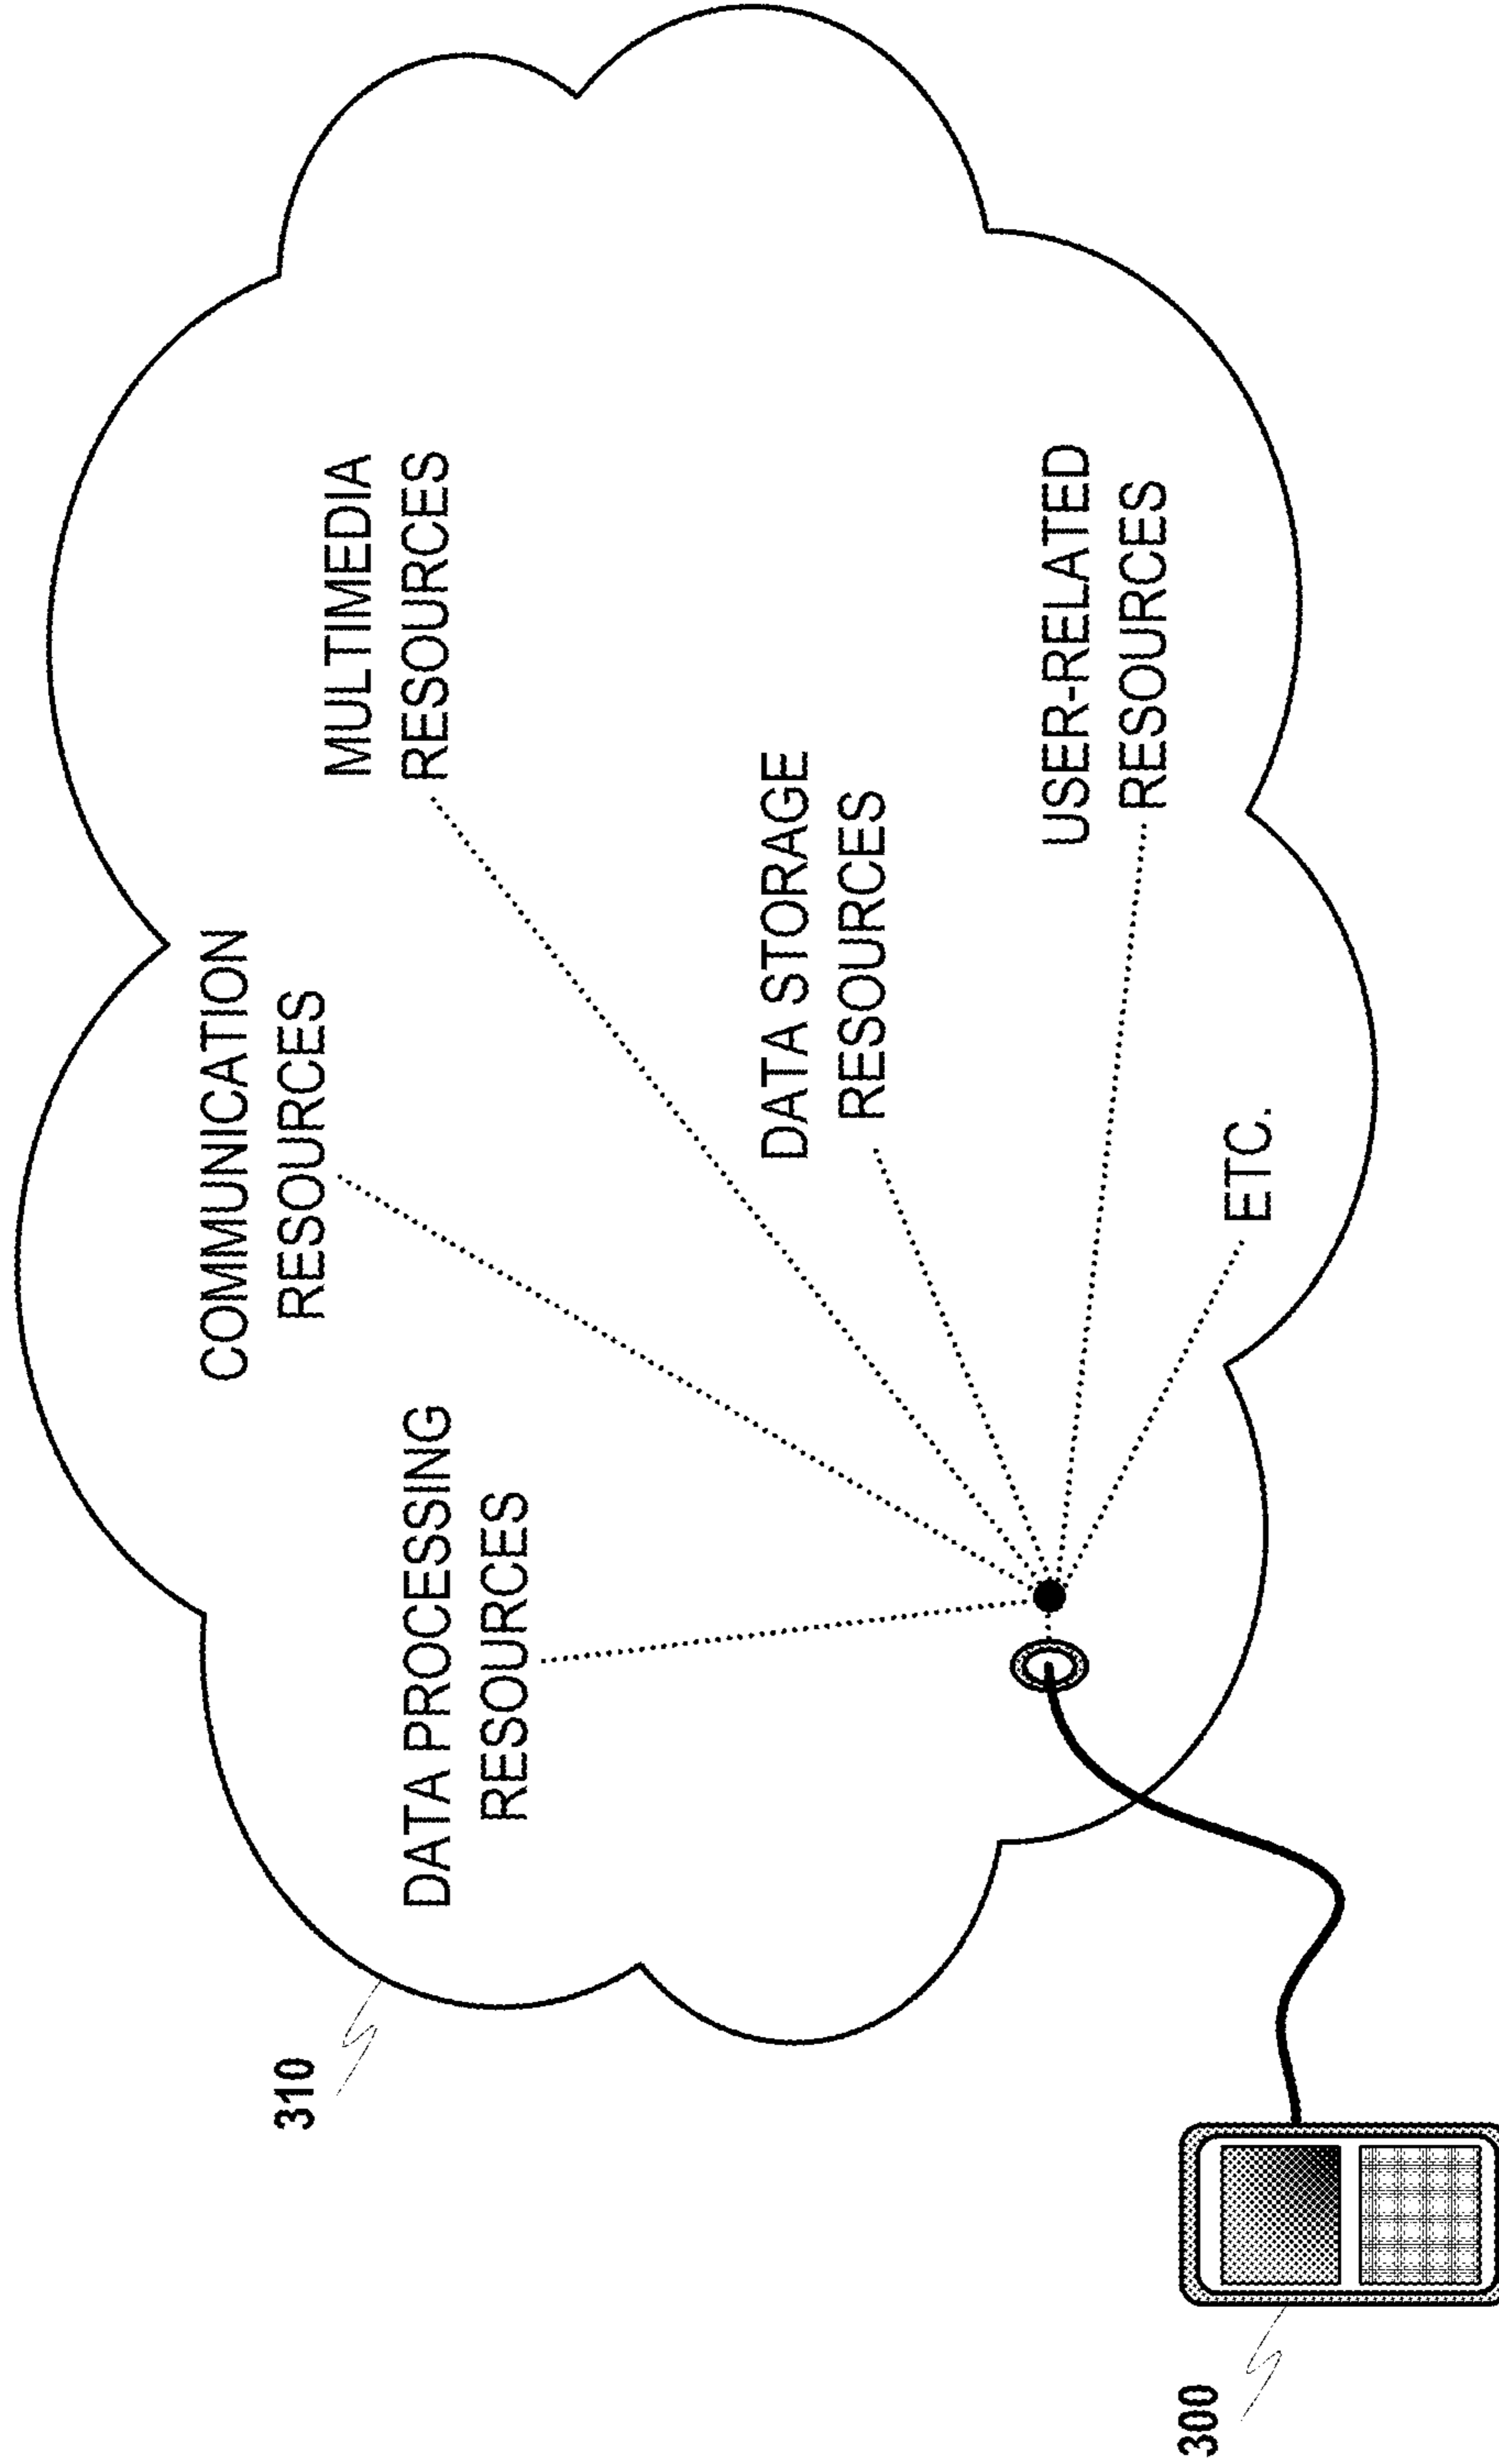 310
COMMUNICATION
RESOURCES
DATA PROCESSING
RESOURCES
MULTIMEDIA
RESOURCES
DATA STORAGE
RESOURCES
USER-RELATED
RESOURCES
ETC.
300